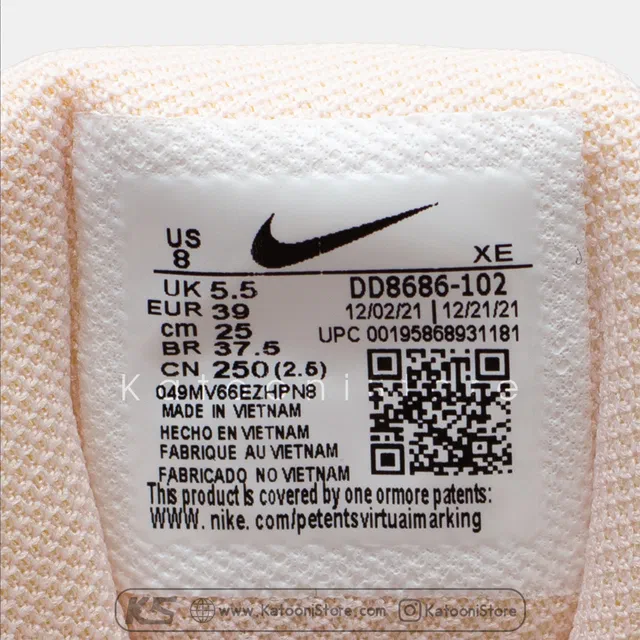 US
8
XE
UK 5.5
EUR 39
cm 25
BR 37.5
CN 250 (2.5)
DD8686-102
12/02/21 | 12/21/21
UPC 00195868931181
049MV66EZHPN8
MADE IN VIETNAM
HECHO EN VIETNAM
FABRIQUE AU VIETNAM
FABRICADO NO VIETNAM
This product is covered by one ormore patents:
WWW. nike.com/petentsvirtuaimarking
KatooniStore
KS
www.KatooniStore.com
KatooniStore